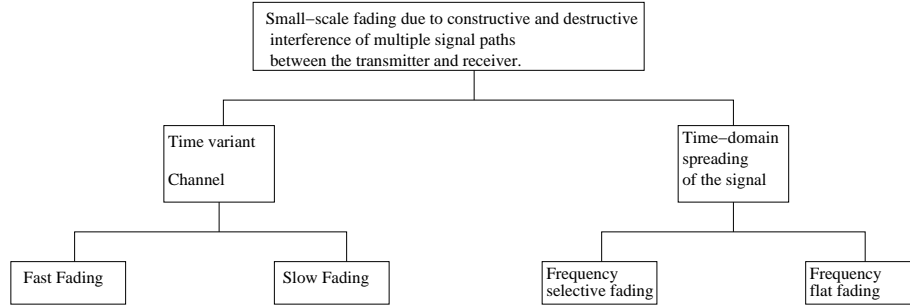 Small−scale fading due to constructive and destructive
interference of multiple signal paths
between the transmitter and receiver.
Time variant
Channel
Time−domain
spreading
of the signal
Fast Fading
Slow Fading
Frequency
selective fading
Frequency
flat fading